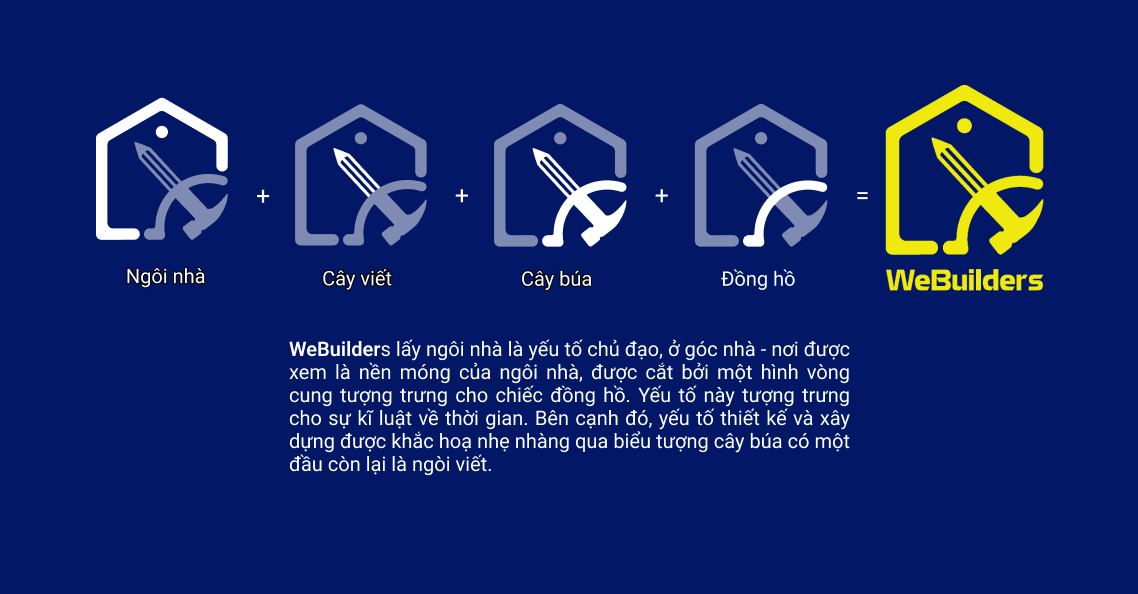 + + + =
Ngôi nhà Cây viết Cây búa Đồng hồ WeBuilders
WeBuilders lấy ngôi nhà là yếu tố chủ đạo, ở góc nhà - nơi được
xem là nền móng của ngôi nhà, được cắt bởi một hình vòng
cung tượng trưng cho chiếc đồng hồ. Yếu tố này tượng trưng
cho sự kĩ luật về thời gian. Bên cạnh đó, yếu tố thiết kế và xây
dựng được khắc hoạ nhẹ nhàng qua biểu tượng cây búa có một
đầu còn lại là ngòi viết.